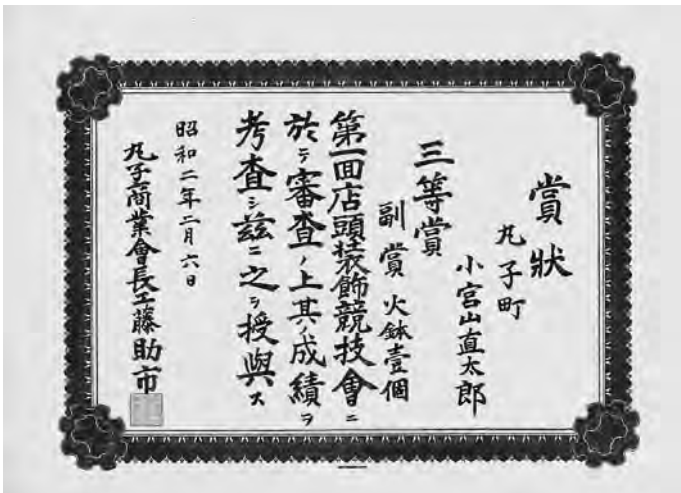 賞狀
丸子町
小宮山直太郎
三等賞
副賞 火鉢壹個
第一回店頭装飾競技會ニ
於テ審査ノ上其ノ成績ヲ
考査シ茲ニ之ヲ授與ス
昭和二年二月六日
丸子商業會長工藤助市